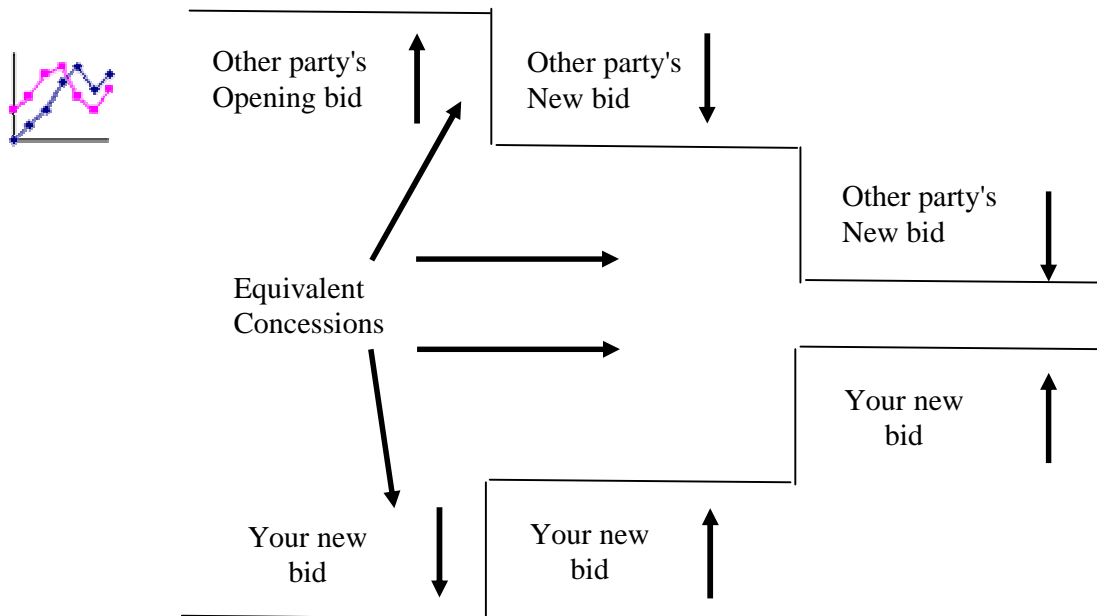 Other party's
Opening bid
Other party's
New bid
Other party's
New bid
Equivalent
Concessions
Your new
bid
Your new
bid
Your new
bid